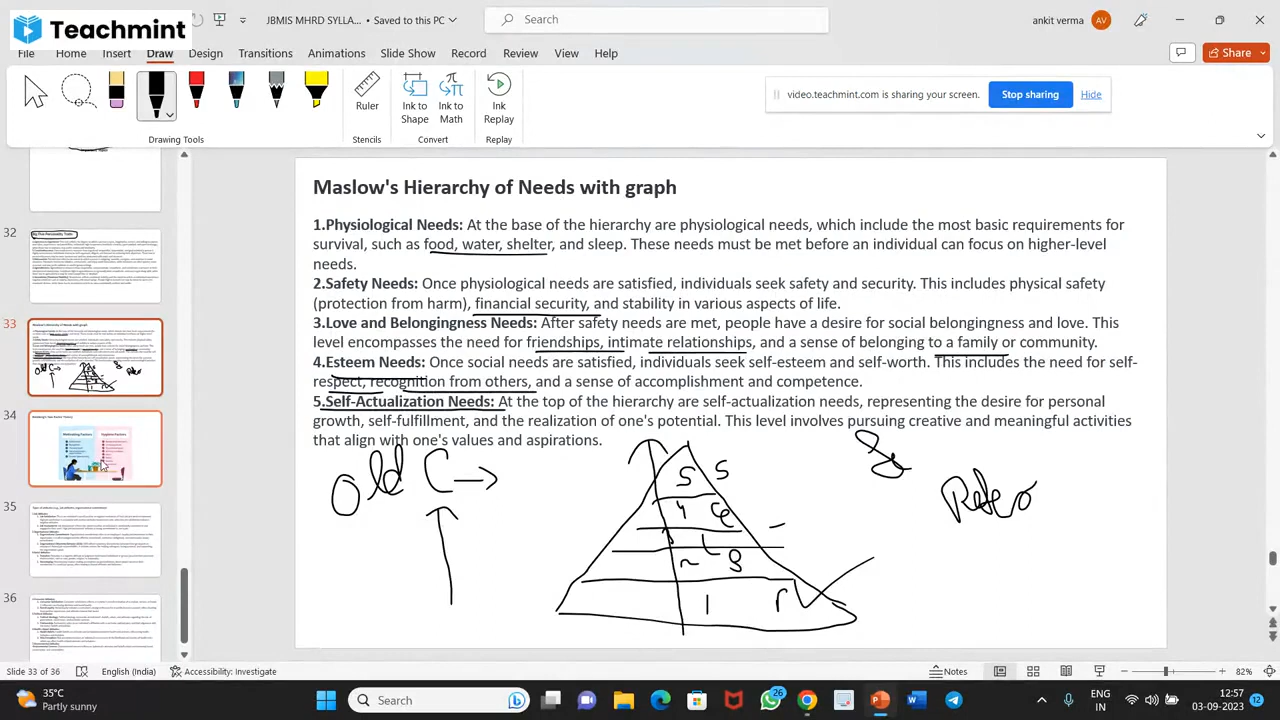 Teachmint
JBMIS MHRD SYLLA... • Saved to this PC
Search
ankit verma
AV
File Home Insert Draw Design Transitions Animations Slide Show Record Review View Help
Share
Ruler
Ink to Shape
Ink to Math
Ink Replay
Drawing Tools
Stencils
Convert
Replay
video.teachmint.com is sharing your screen.
Stop sharing
Hide
32
33
34
35
36
Maslow's Hierarchy of Needs with graph
1.Physiological Needs: At the base of the hierarchy are physiological needs, which include the most basic requirements for
survival, such as food, water, shelter, and sleep. These needs must be met before an individual can focus on higher-level
needs.
2.Safety Needs: Once physiological needs are satisfied, individuals seek safety and security. This includes physical safety
(protection from harm), financial security, and stability in various aspects of life.
3.Love and Belongingness Needs: After safety needs are met, people have a desire for social belongingness and love. This
level encompasses the need for friendships, intimate relationships, and a sense of belonging to a family or community.
4.Esteem Needs: Once social needs are satisfied, individuals seek self-esteem and self-worth. This includes the need for self-
respect, recognition from others, and a sense of accomplishment and competence.
5.Self-Actualization Needs: At the top of the hierarchy are self-actualization needs, representing the desire for personal
growth, self-fulfillment, and the realization of one's potential. This level involves pursuing creative and meaningful activities
that align with one's values and aspirations.
Old C
S S
L
S
Slide 33 of 36
English (India)
Accessibility: Investigate
Notes
82%
35°C
Partly sunny
Search
26
ENG
IN
12:57
03-09-2023